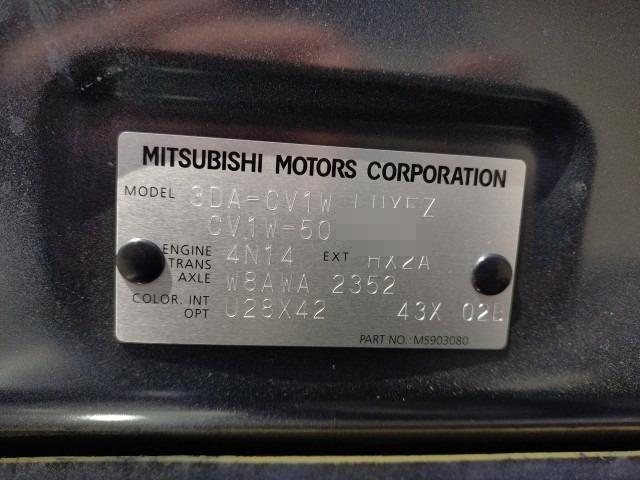 MITSUBISHI MOTORS CORPORATION
MODEL 3DA-CV1W
CV1W-50
ENGINE 4N14 EXT HX2A
TRANS
AXLE W8AWA 2352
COLOR. INT U28X42 43X 02B
OPT
PART NO.: MS903080